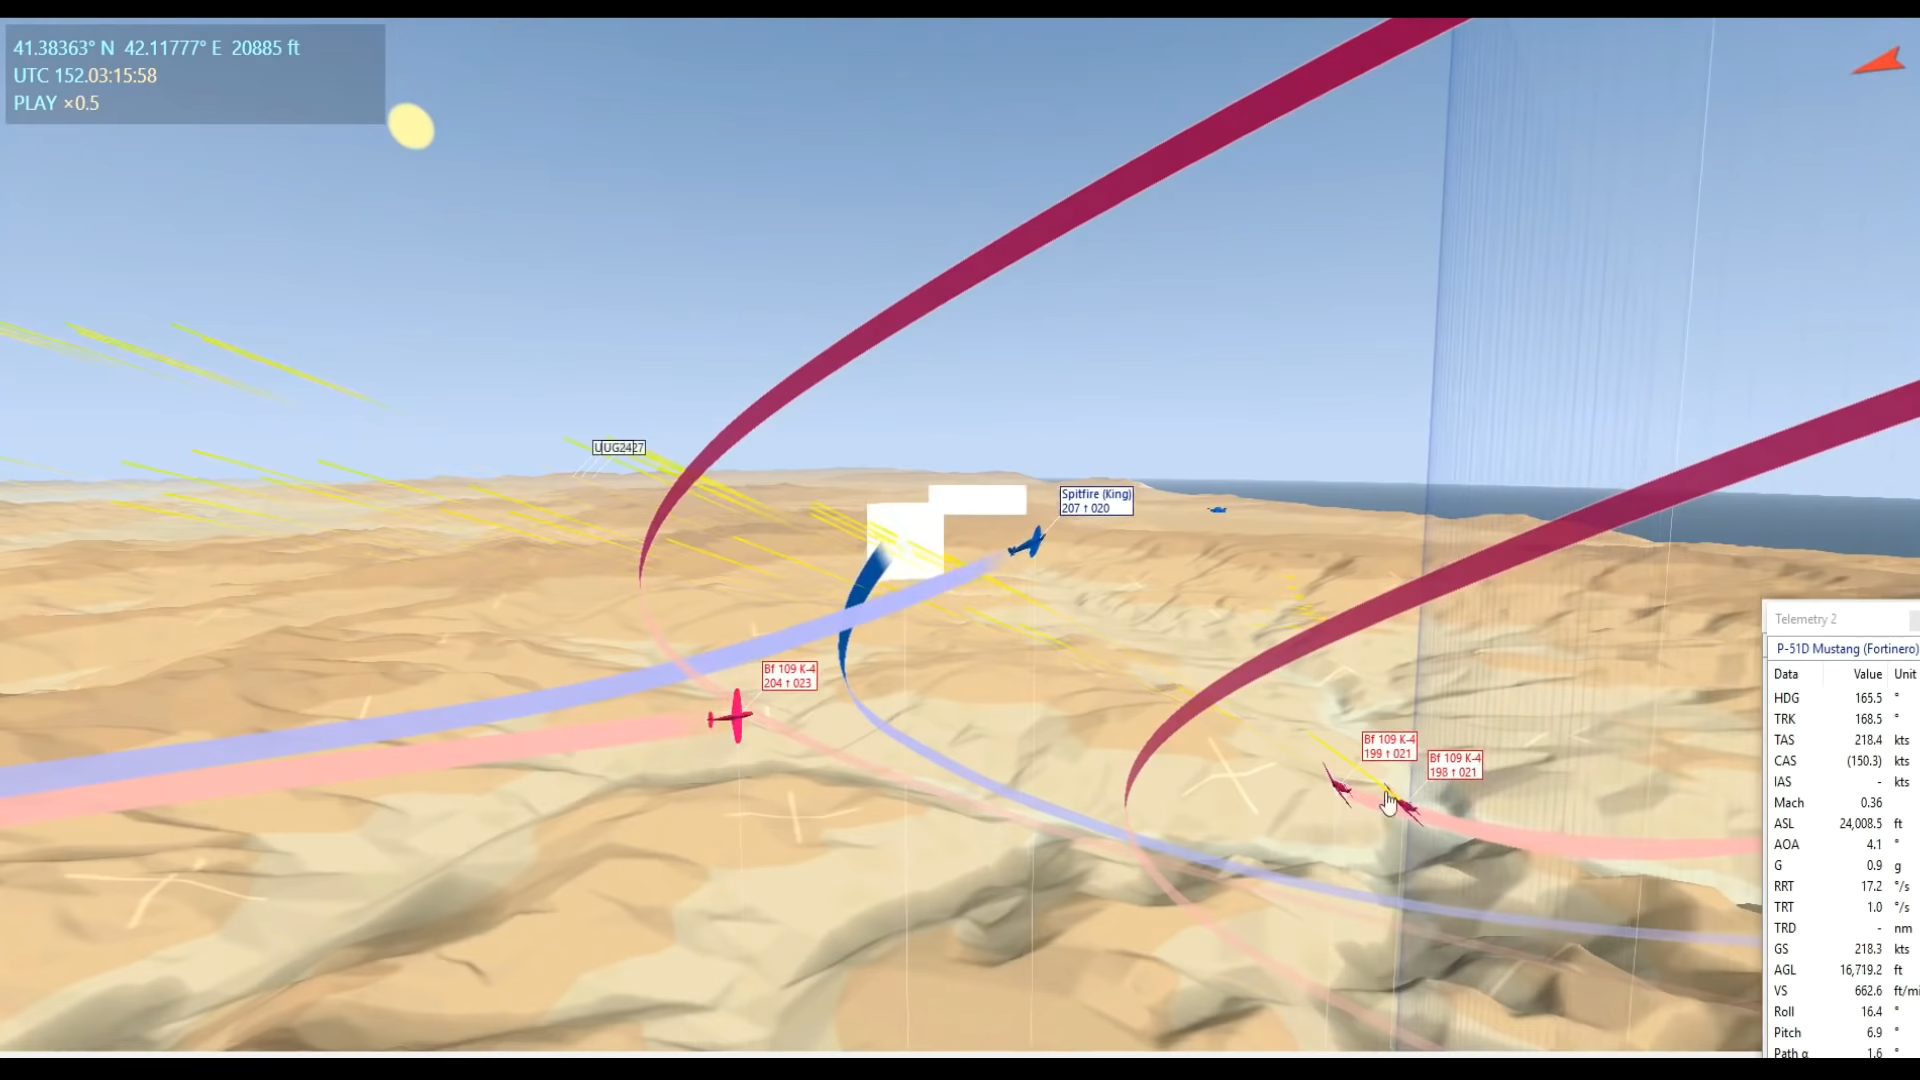 41.38363° N 42.11777° E 20885 ft
UTC 152.03:15:58
PLAY ×0.5
Spitfire (King)
207 ↑ 020
Bf 109 K-4
204 ↑ 023
Bf 109 K-4
199 ↑ 021
Bf 109 K-4
198 ↑ 021
Telemetry 2
P-51D Mustang (Fortinero)
Data Value Unit
HDG 165.5 °
TRK 168.5 °
TAS 218.4 kts
CAS (150.3) kts
IAS - kts
Mach 0.36
ASL 24,008.5 ft
AOA 4.1 °
G 0.9 g
RRT 17.2 °/s
TRT 1.0 °/s
TRD - nm
GS 218.3 kts
AGL 16,719.2 ft
VS 662.6 ft/mi
Roll 16.4 °
Pitch 6.9 °
Path α 1.6 °